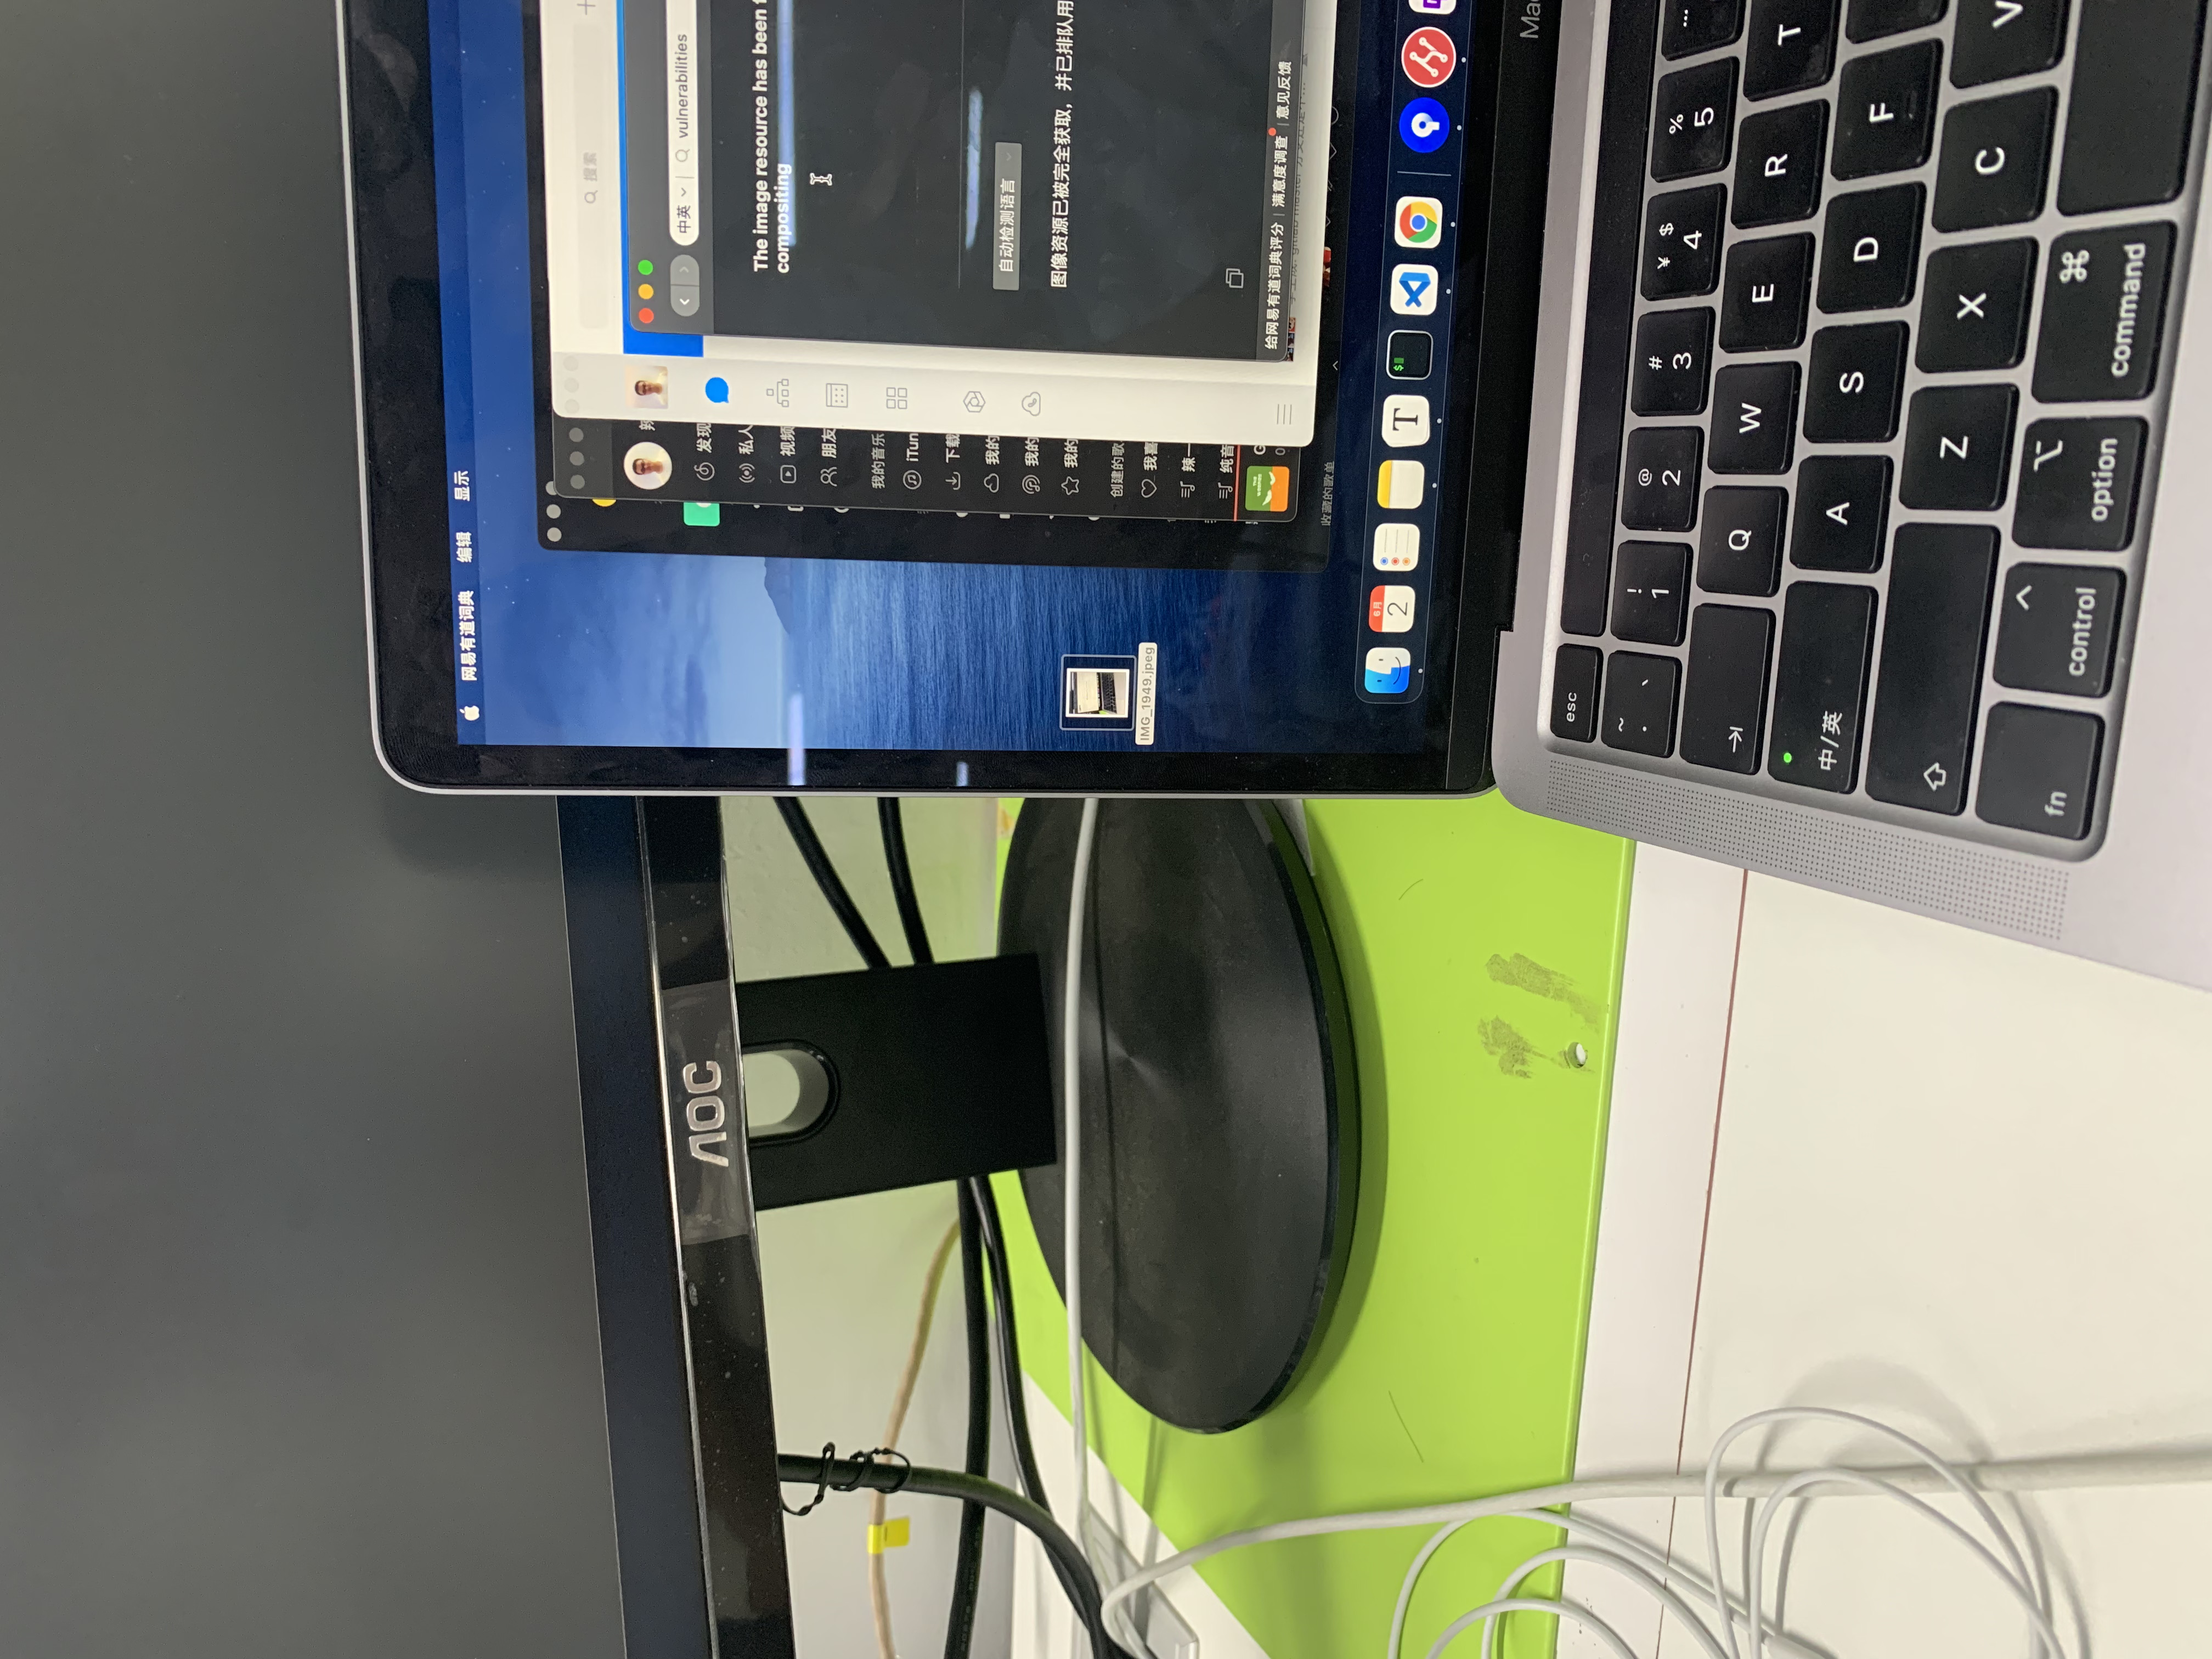 AOC
网易有道词典 编辑 显示
搜索
中英 vulnerabilities
The image resource has been
compositing
发现
私人
视频
朋友
我的音乐
iTun
下载
我的
我的
我的
创建的歌
我喜
辣一
纯音
收藏的歌单
自动检测语言
图像资源已被完全获取，并已排队用
给网易有道词典评分 | 满意度调查 | 意见反馈
IMG_1949.jpeg
6月
2
T
Mac
esc
~ · 、
! 1
@ 2
# 3
¥ $ 4
% 5
…
Q W E R T
中/英
A S D F
Z X C V
fn
control
option
command